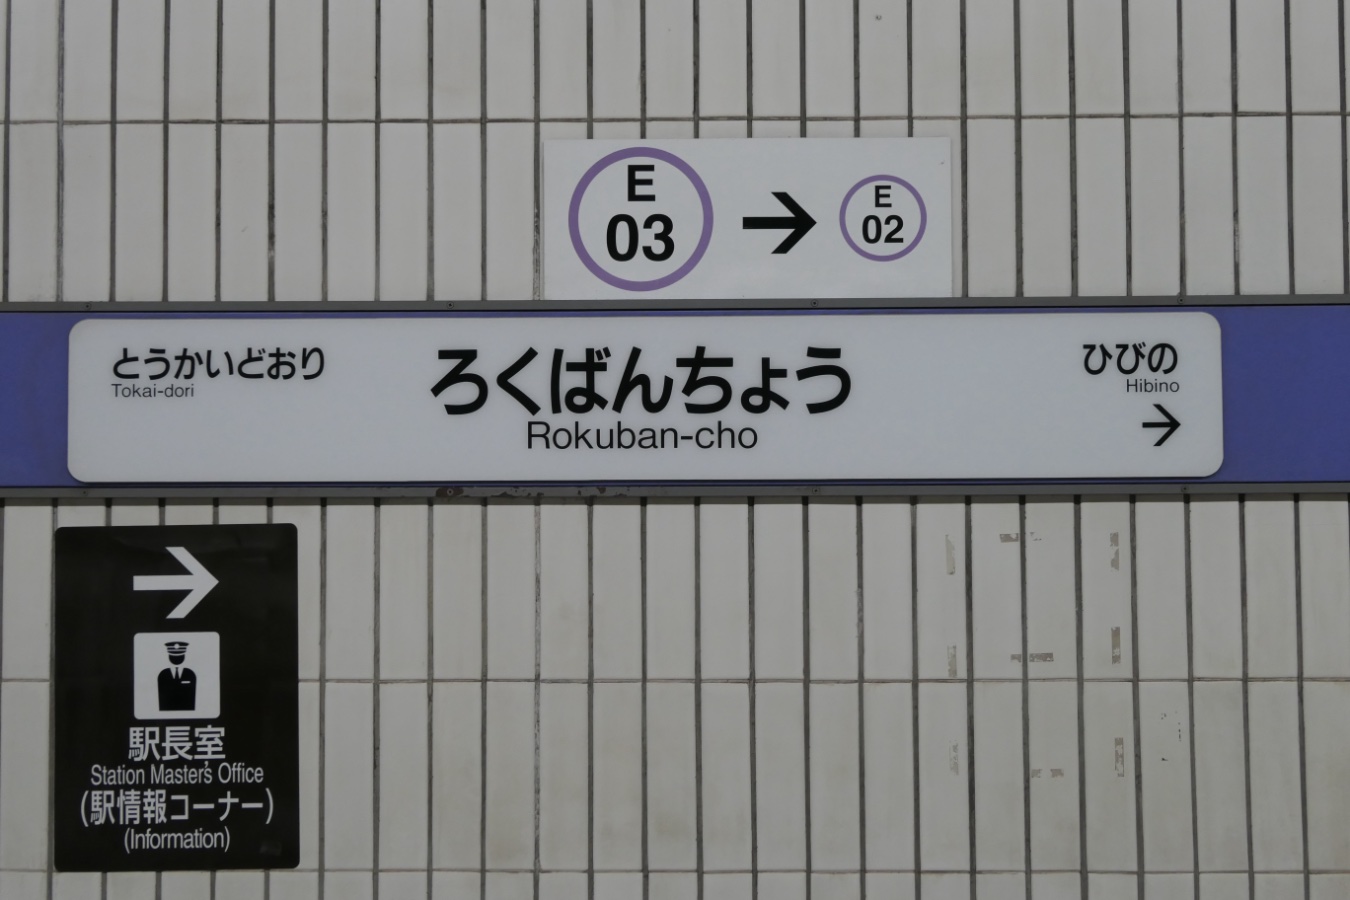 E
03
→
E
02
とうかいどおり
Tokai-dori
ろくばんちょう
Rokuban-cho
ひびの
Hibino
→
→
駅長室
Station Master's Office
(駅情報コーナー)
(Information)